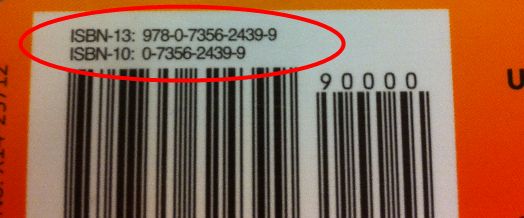 ISBN-13: 978-0-7356-2439-9
ISBN-10: 0-7356-2439-9
90000
U